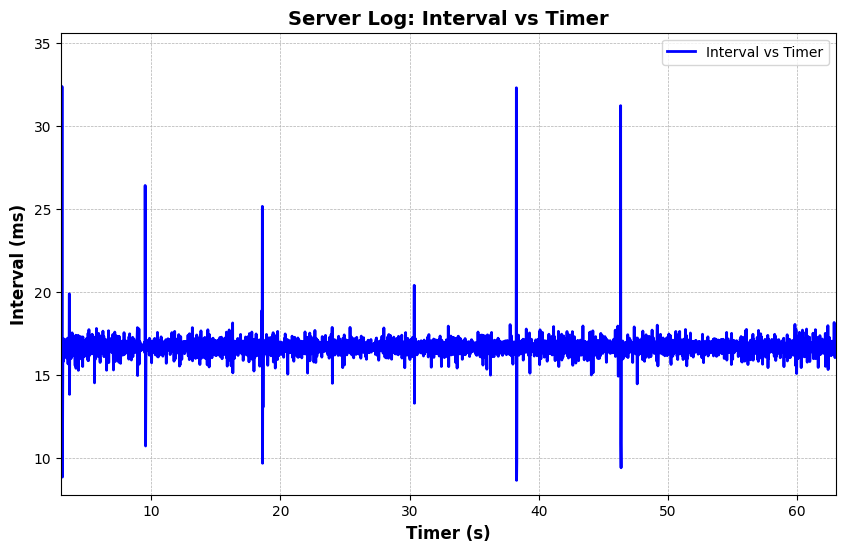 Server Log: Interval vs Timer
Interval vs Timer
35
30
25
20
15
10
Interval (ms)
10 20 30 40 50 60
Timer (s)